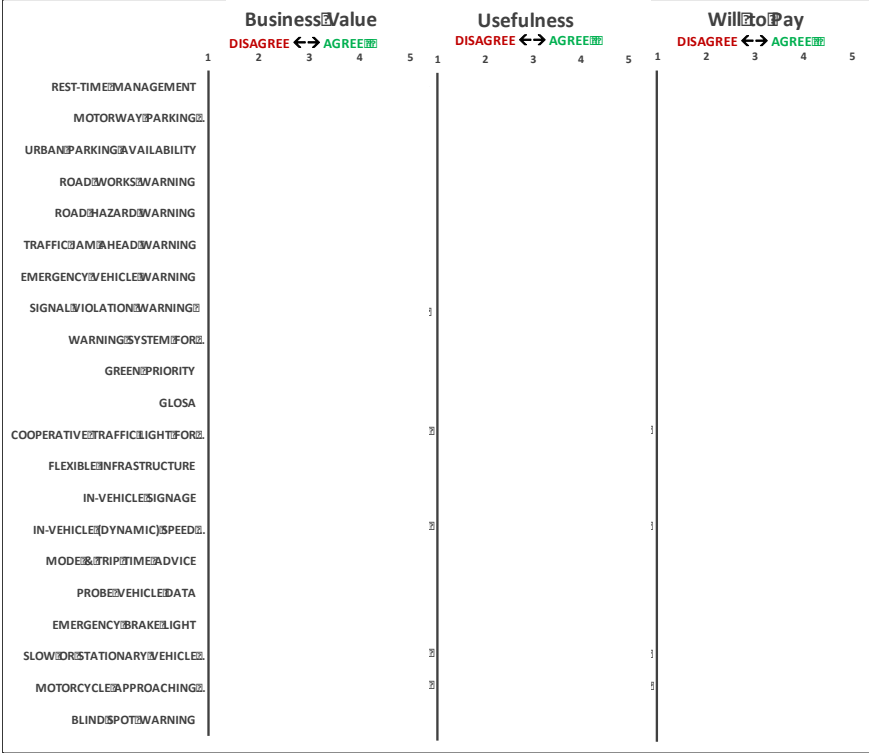 Business Value
Usefulness
Will to Pay
DISAGREE ↔ AGREE
DISAGREE ↔ AGREE
DISAGREE ↔ AGREE
1 2 3 4 5
1 2 3 4 5
1 2 3 4 5
REST-TIME MANAGEMENT
MOTORWAY PARKING ..
URBAN PARKING AVAILABILITY
ROAD WORKS WARNING
ROAD HAZARD WARNING
TRAFFIC JAM AHEAD WARNING
EMERGENCY VEHICLE WARNING
SIGNAL VIOLATION WARNING
WARNING SYSTEM FOR ..
GREEN PRIORITY
GLOSA
COOPERATIVE TRAFFIC LIGHT FOR ..
FLEXIBLE INFRASTRUCTURE
IN-VEHICLE SIGNAGE
IN-VEHICLE (DYNAMIC) SPEED ..
MODE & TRIP TIME ADVICE
PROBE VEHICLE DATA
EMERGENCY BRAKE LIGHT
SLOW OR STATIONARY VEHICLE ..
MOTORCYCLE APPROACHING ..
BLIND SPOT WARNING